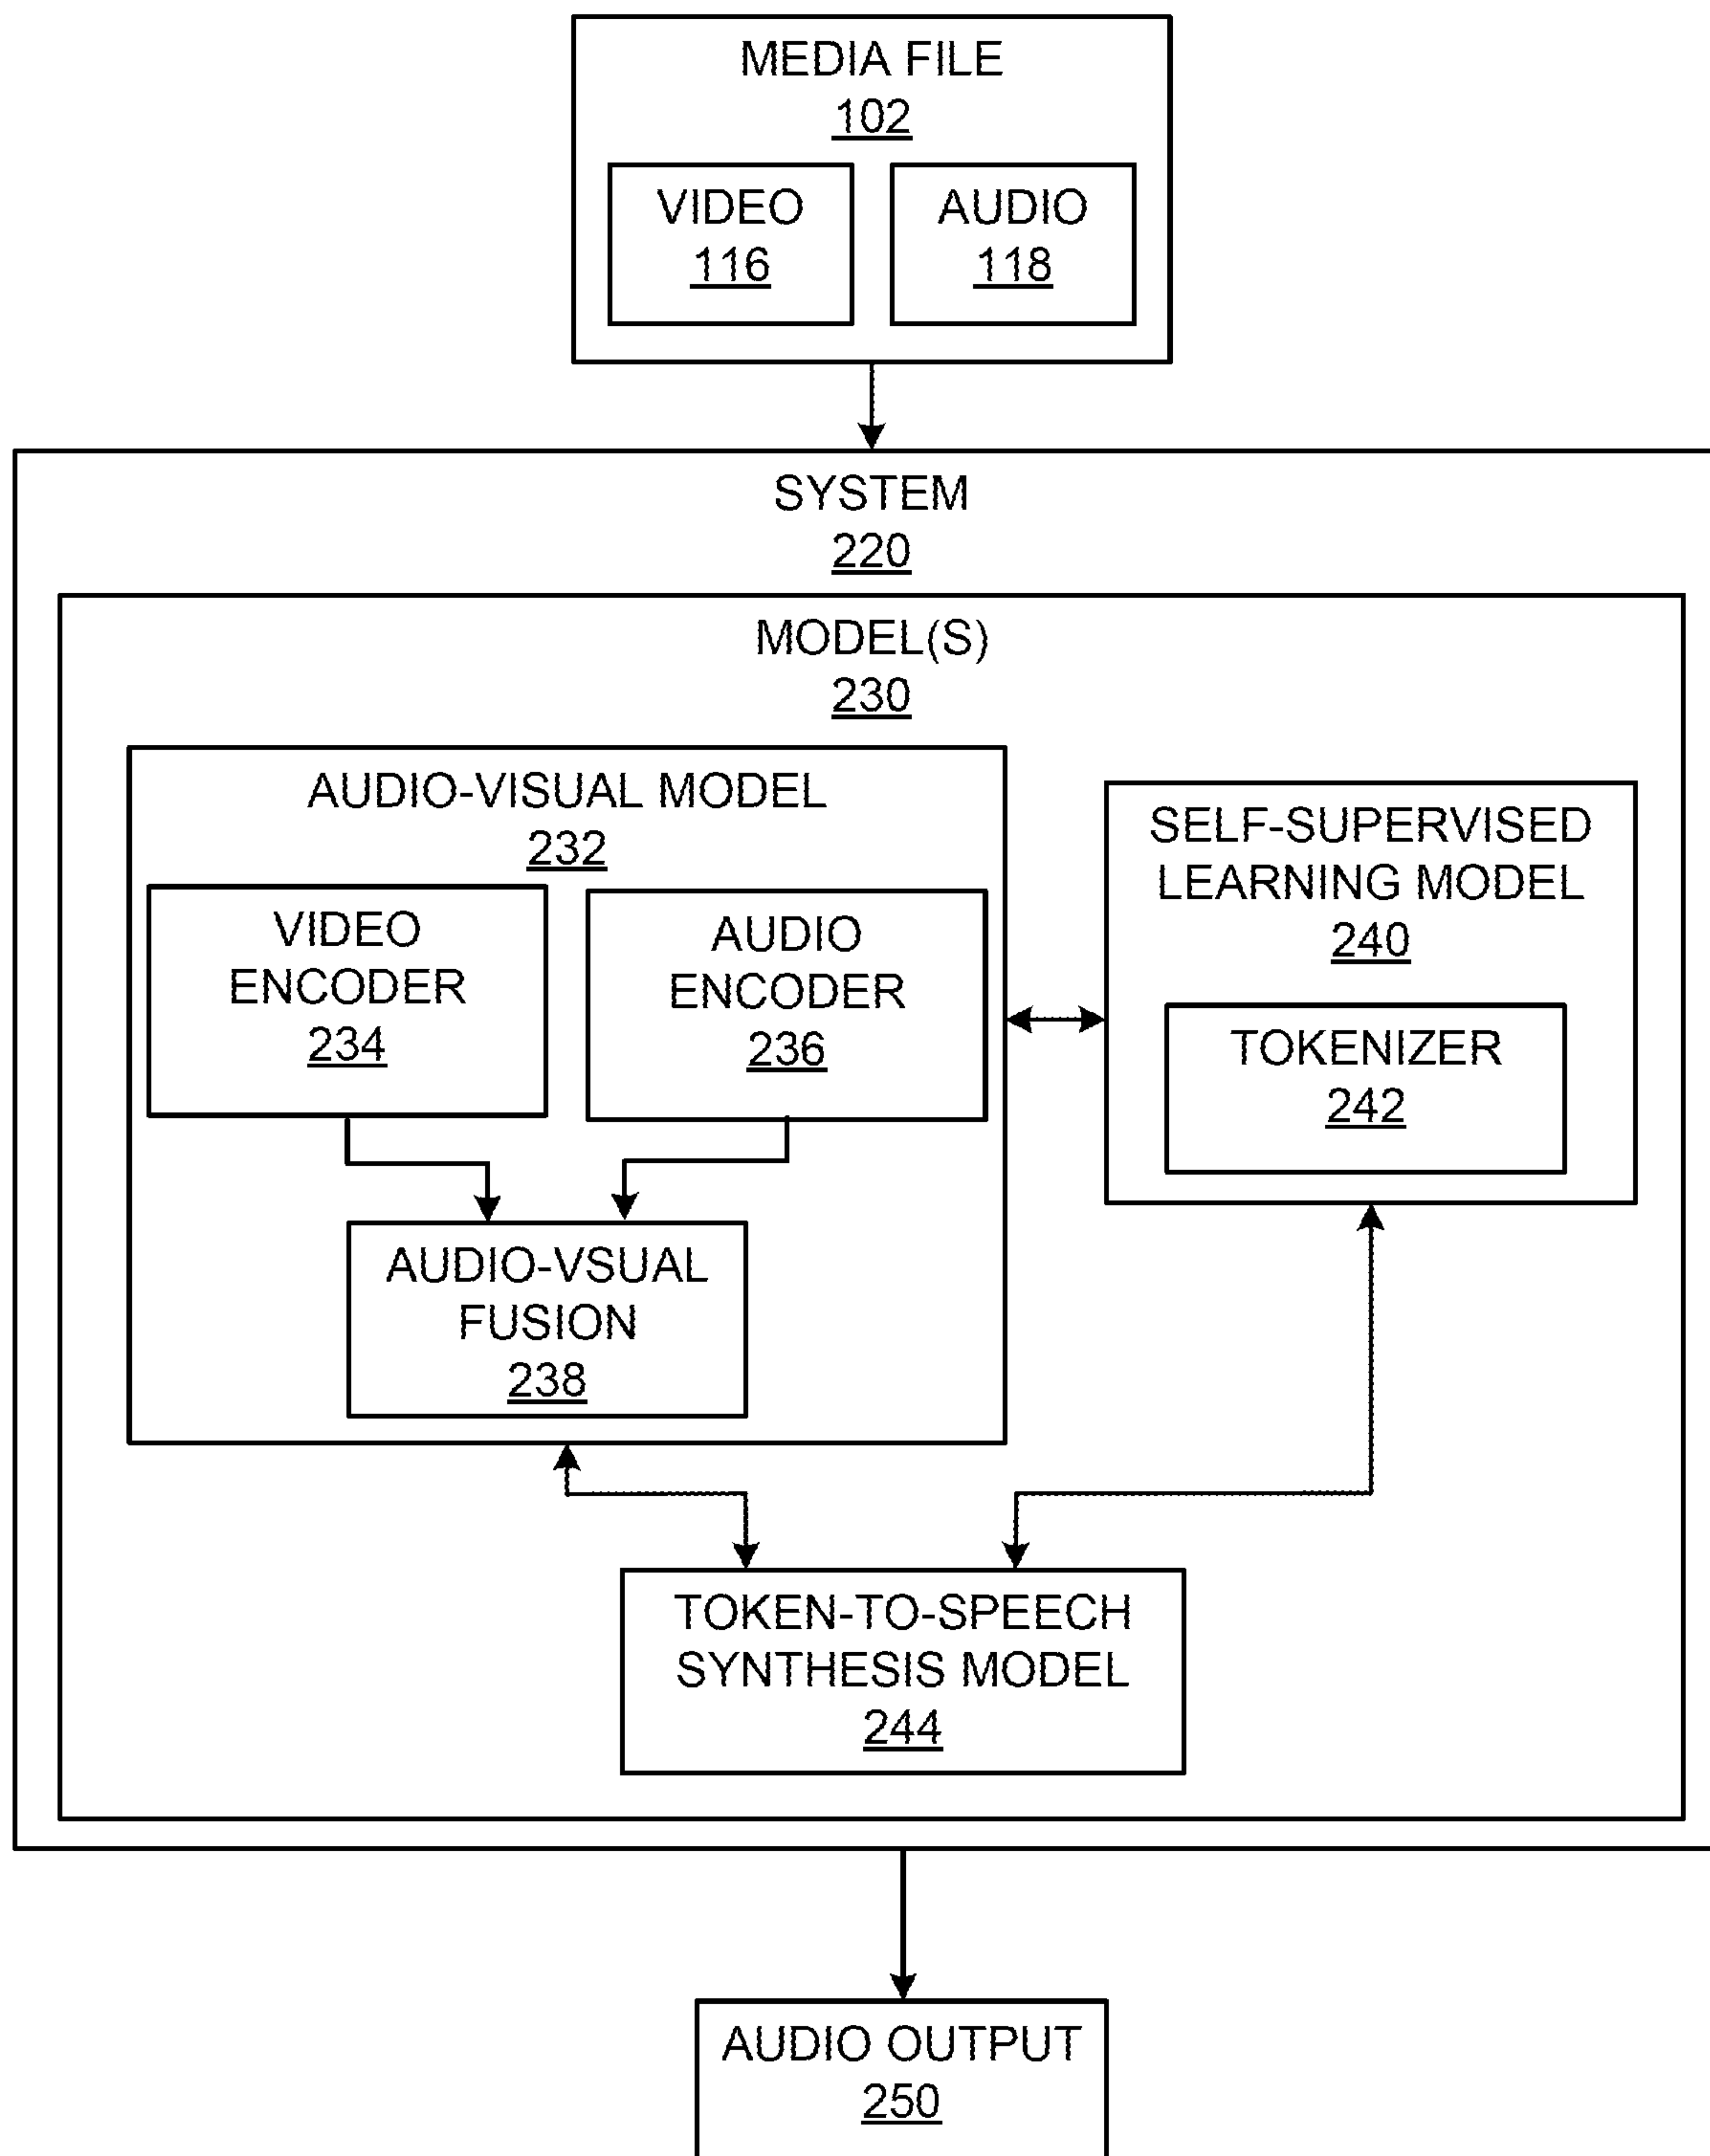 MEDIA FILE
102
VIDEO
116
AUDIO
118
SYSTEM
220
MODEL(S)
230
AUDIO-VISUAL MODEL
232
VIDEO
ENCODER
234
AUDIO
ENCODER
236
AUDIO-VSUAL
FUSION
238
SELF-SUPERVISED
LEARNING MODEL
240
TOKENIZER
242
TOKEN-TO-SPEECH
SYNTHESIS MODEL
244
AUDIO OUTPUT
250